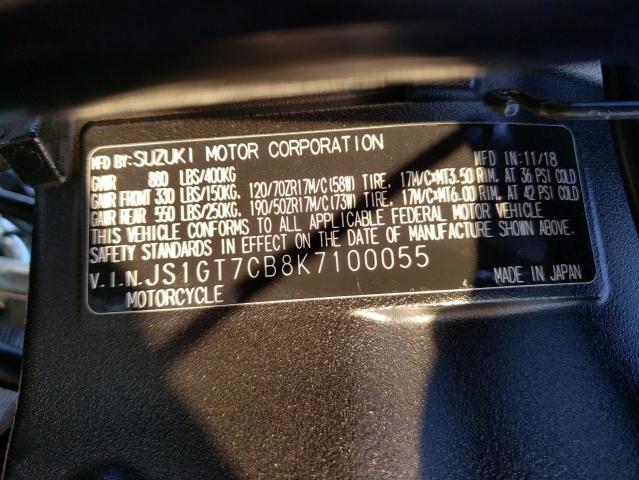 MFD BY: SUZUKI MOTOR CORPORATION MFD IN: 11/18
GVWR 880 LBS/400KG
GAWR FRONT 330 LBS/150KG, 120/70ZR17M/C(58W) TIRE, 17M/C×MT3.50 RIM, AT 36 PSI COLD
GAWR REAR 550 LBS/250KG, 190/50ZR17M/C(73W) TIRE, 17M/C×MT6.00 RIM, AT 42 PSI COLD
THIS VEHICLE CONFORMS TO ALL APPLICABLE FEDERAL MOTOR VEHICLE
SAFETY STANDARDS IN EFFECT ON THE DATE OF MANUFACTURE SHOWN ABOVE.
V.I.N. JS1GT7CB8K7100055 MADE IN JAPAN
MOTORCYCLE